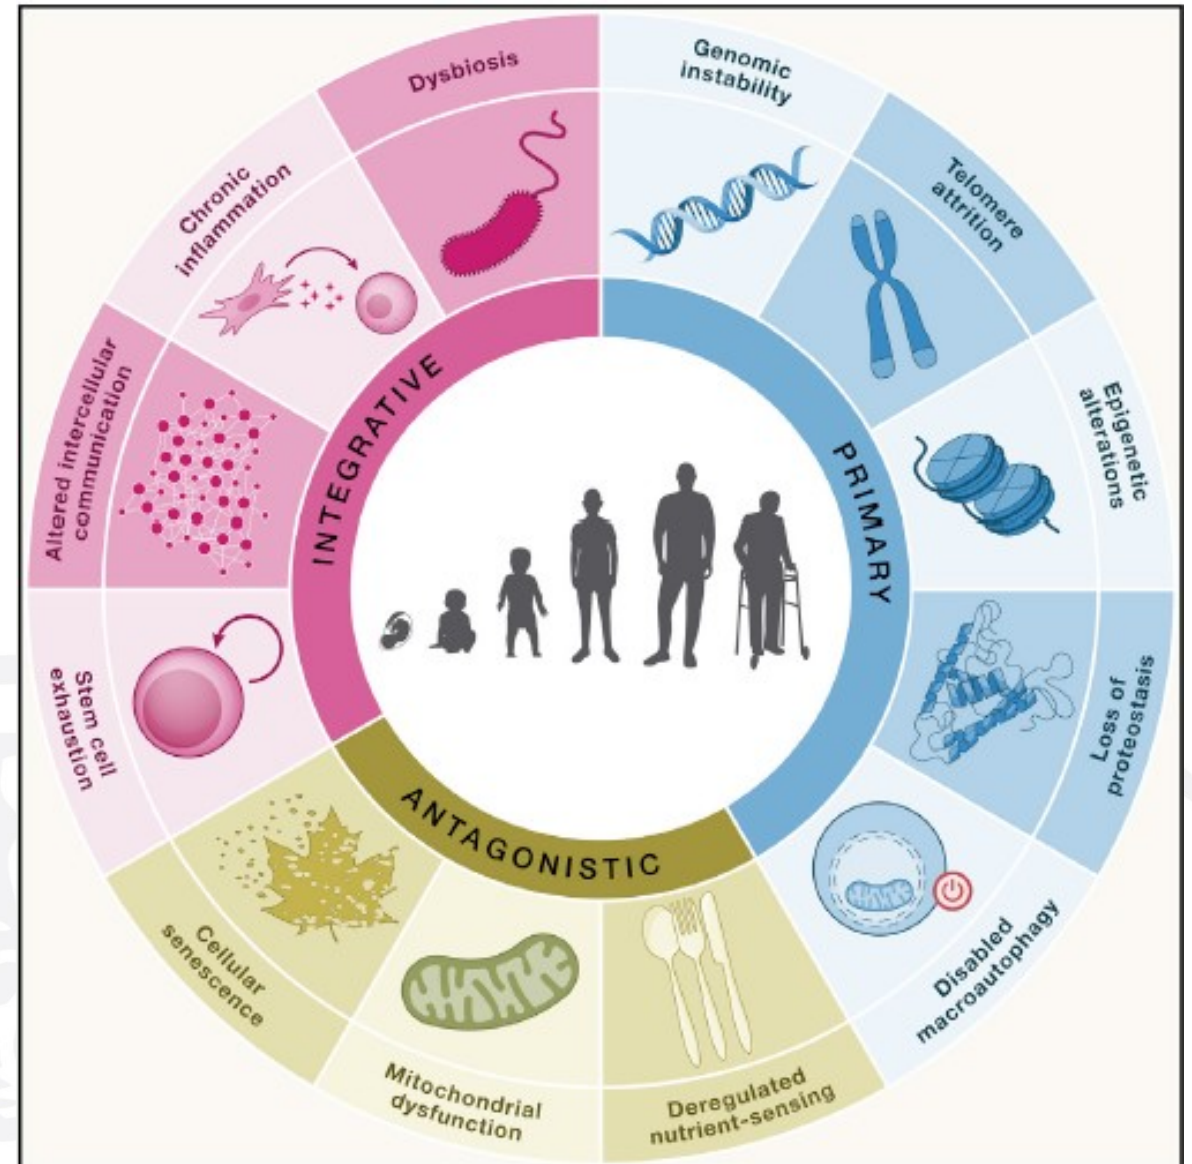 Genomic
instability
Telomere
attrition
Epigenetic
alterations
Loss of
proteostasis
Disabled
macroautophagy
Deregulated
nutrient-sensing
Mitochondrial
dysfunction
Cellular
senescence
Stem cell
exhaustion
Altered intercellular
communication
Chronic
inflammation
Dysbiosis
PRIMARY
ANTAGONISTIC
INTEGRATIVE